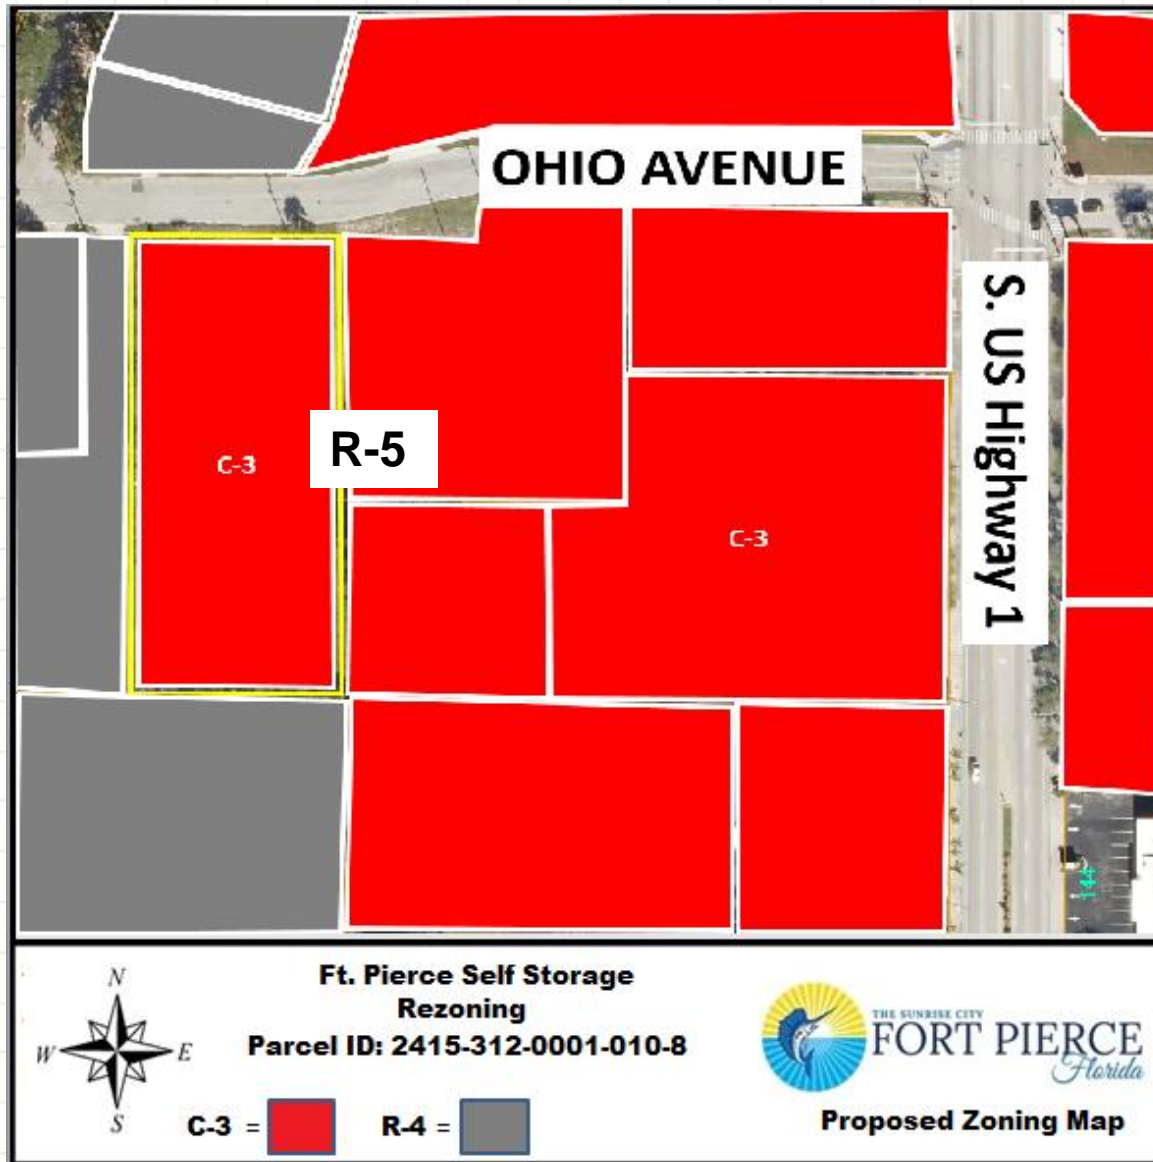 OHIO AVENUE
S. US Highway 1
C-3
R-5
C-3
144
N
W
E
S
Ft. Pierce Self Storage
Rezoning
Parcel ID: 2415-312-0001-010-8
C-3 =
R-4 =
THE SUNRISE CITY
FORT PIERCE
Florida
Proposed Zoning Map